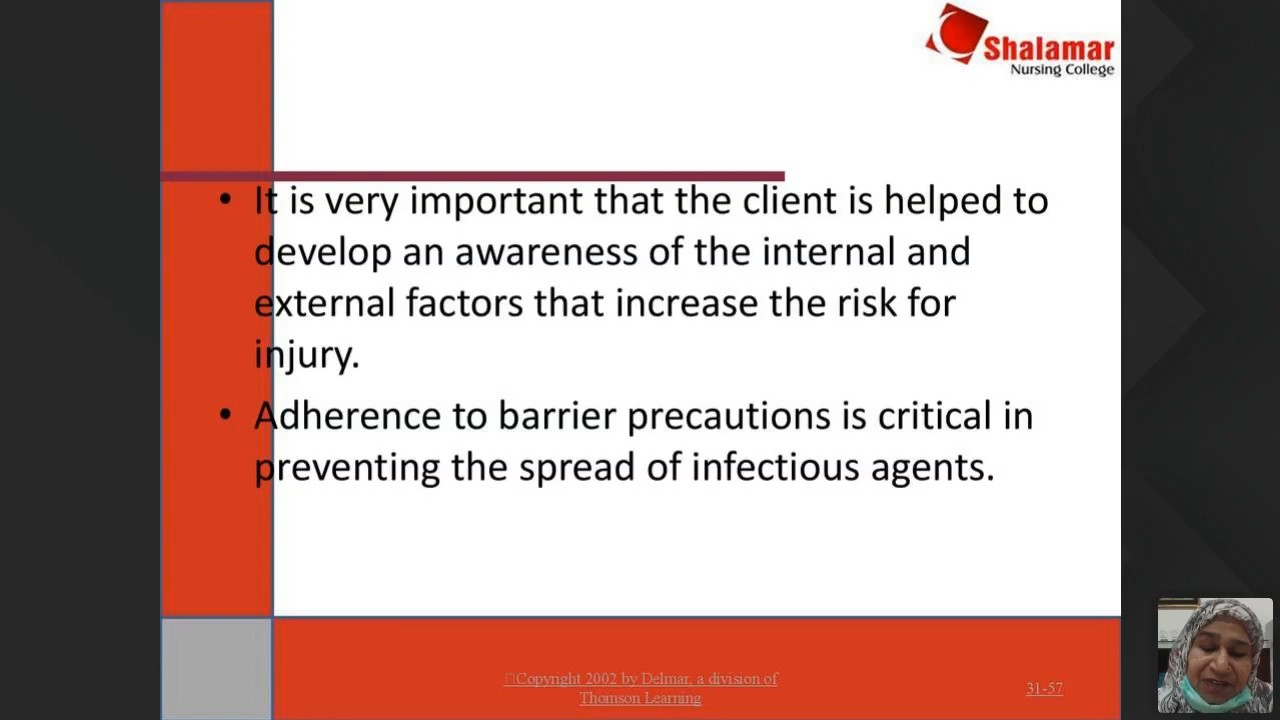 Shalamar
Nursing College
• It is very important that the client is helped to
develop an awareness of the internal and
external factors that increase the risk for
injury.
• Adherence to barrier precautions is critical in
preventing the spread of infectious agents.
Copyright 2002 by Delmar, a division of
Thomson Learning
31-57